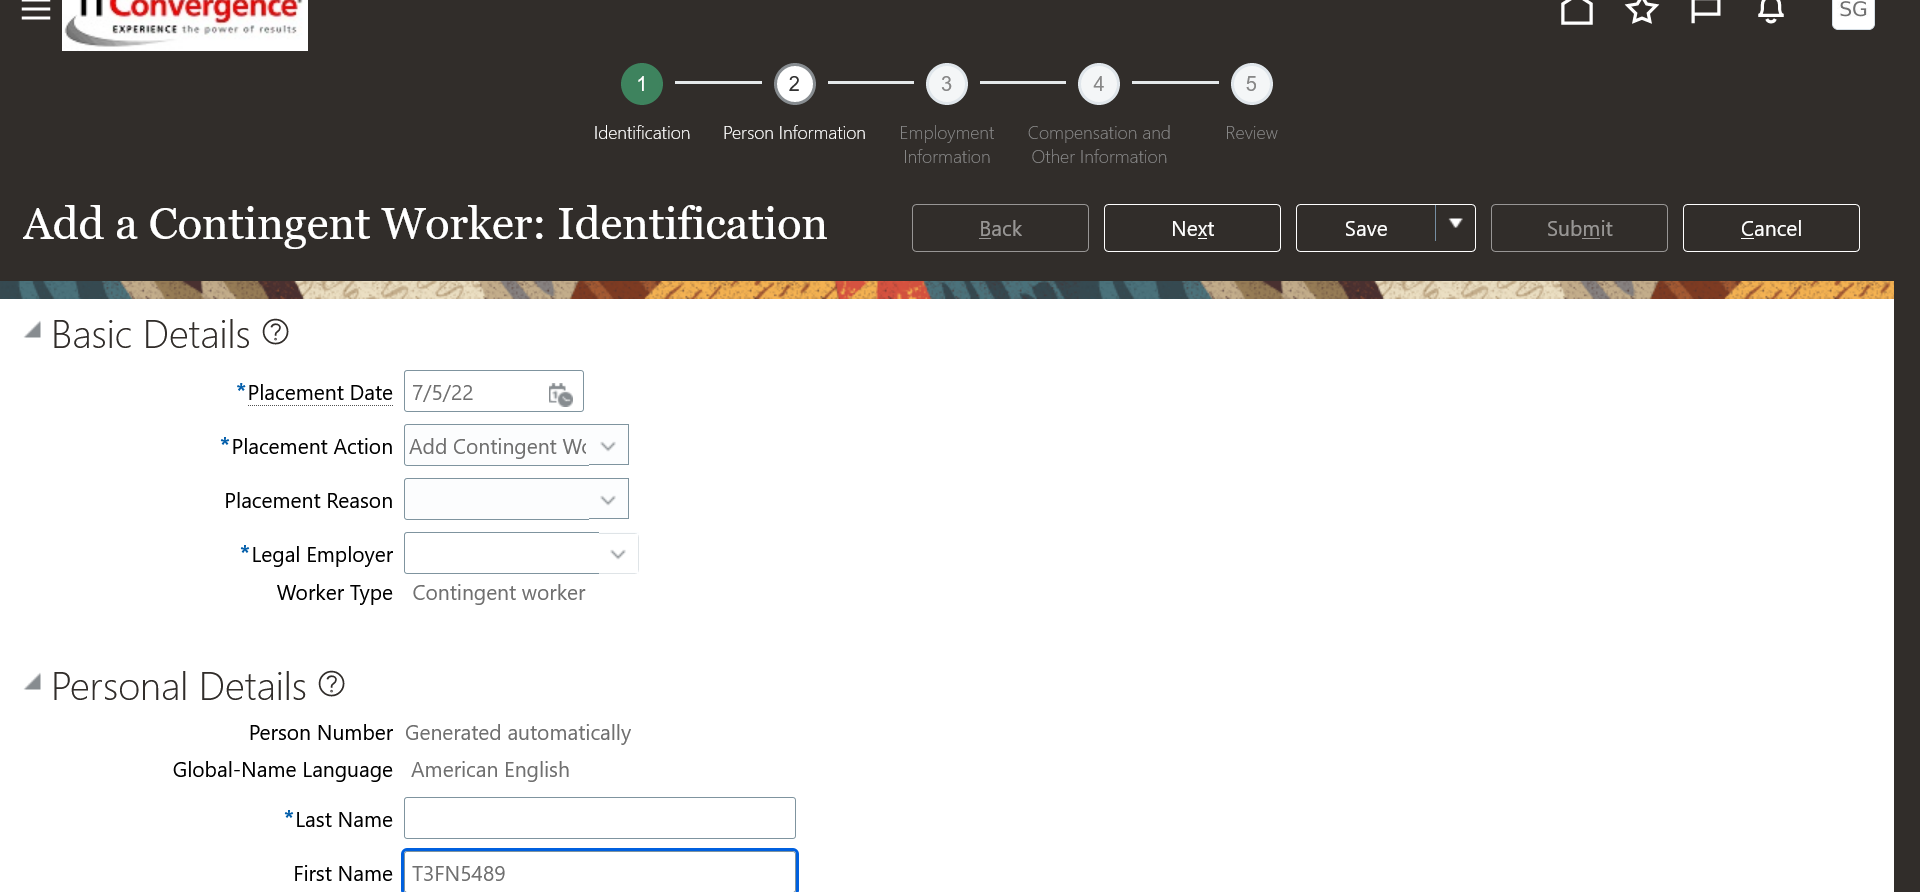 ITConvergence
EXPERIENCE the power of results
SG
1
2
3
4
5
Identification
Person Information
Employment
Information
Compensation and
Other Information
Review
Add a Contingent Worker: Identification
Back
Next
Save
Submit
Cancel
Basic Details ?
*Placement Date 7/5/22
*Placement Action Add Contingent Wo
Placement Reason
*Legal Employer
Worker Type Contingent worker
Personal Details ?
Person Number Generated automatically
Global-Name Language American English
*Last Name
First Name T3FN5489